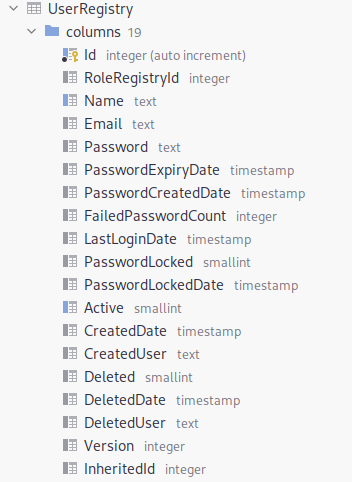 UserRegistry
columns 19
Id integer (auto increment)
RoleRegistryId integer
Name text
Email text
Password text
PasswordExpiryDate timestamp
PasswordCreatedDate timestamp
FailedPasswordCount integer
LastLoginDate timestamp
PasswordLocked smallint
PasswordLockedDate timestamp
Active smallint
CreatedDate timestamp
CreatedUser text
Deleted smallint
DeletedDate timestamp
DeletedUser text
Version integer
InheritedId integer